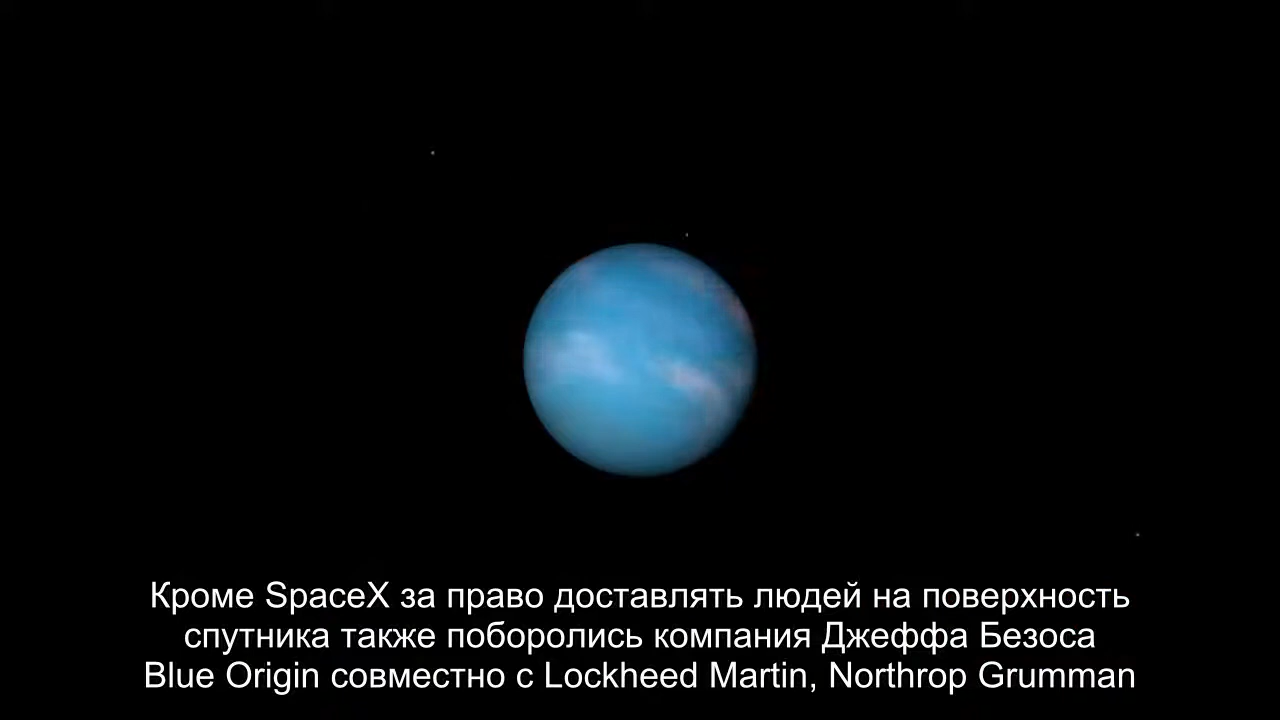 Кроме SpaceX за право доставлять людей на поверхность
спутника также поборолись компания Джеффа Безоса
Blue Origin совместно с Lockheed Martin, Northrop Grumman